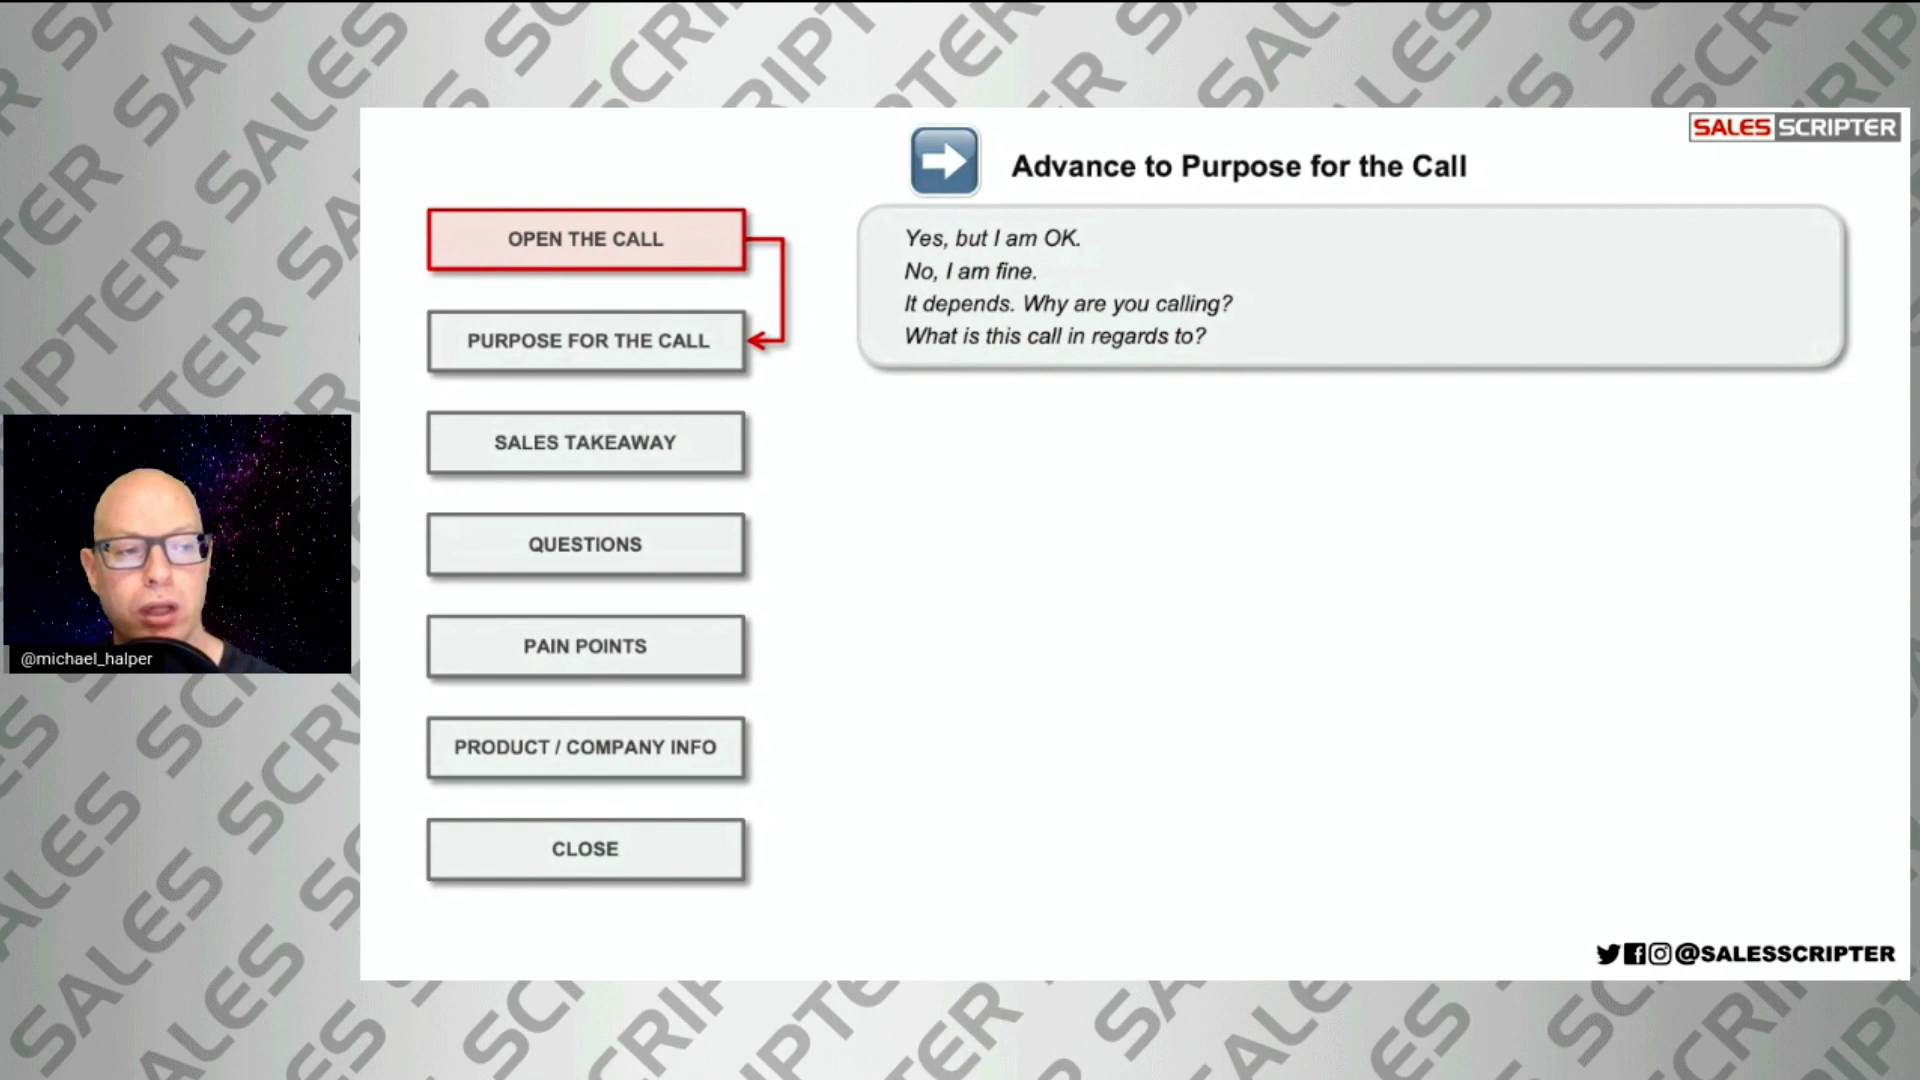 SALES SCRIPTER
Advance to Purpose for the Call
OPEN THE CALL
PURPOSE FOR THE CALL
SALES TAKEAWAY
QUESTIONS
PAIN POINTS
PRODUCT / COMPANY INFO
CLOSE
Yes, but I am OK.
No, I am fine.
It depends. Why are you calling?
What is this call in regards to?
@michael_halper
@SALESSCRIPTER